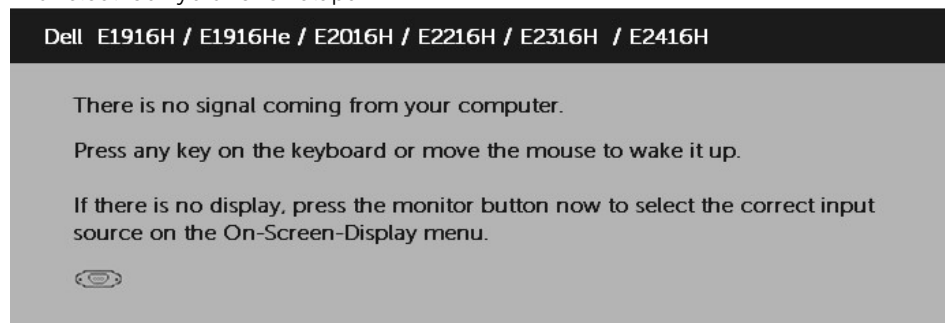 Dell E1916H / E1916He / E2016H / E2216H / E2316H / E2416H
There is no signal coming from your computer.
Press any key on the keyboard or move the mouse to wake it up.
If there is no display, press the monitor button now to select the correct input
source on the On-Screen-Display menu.